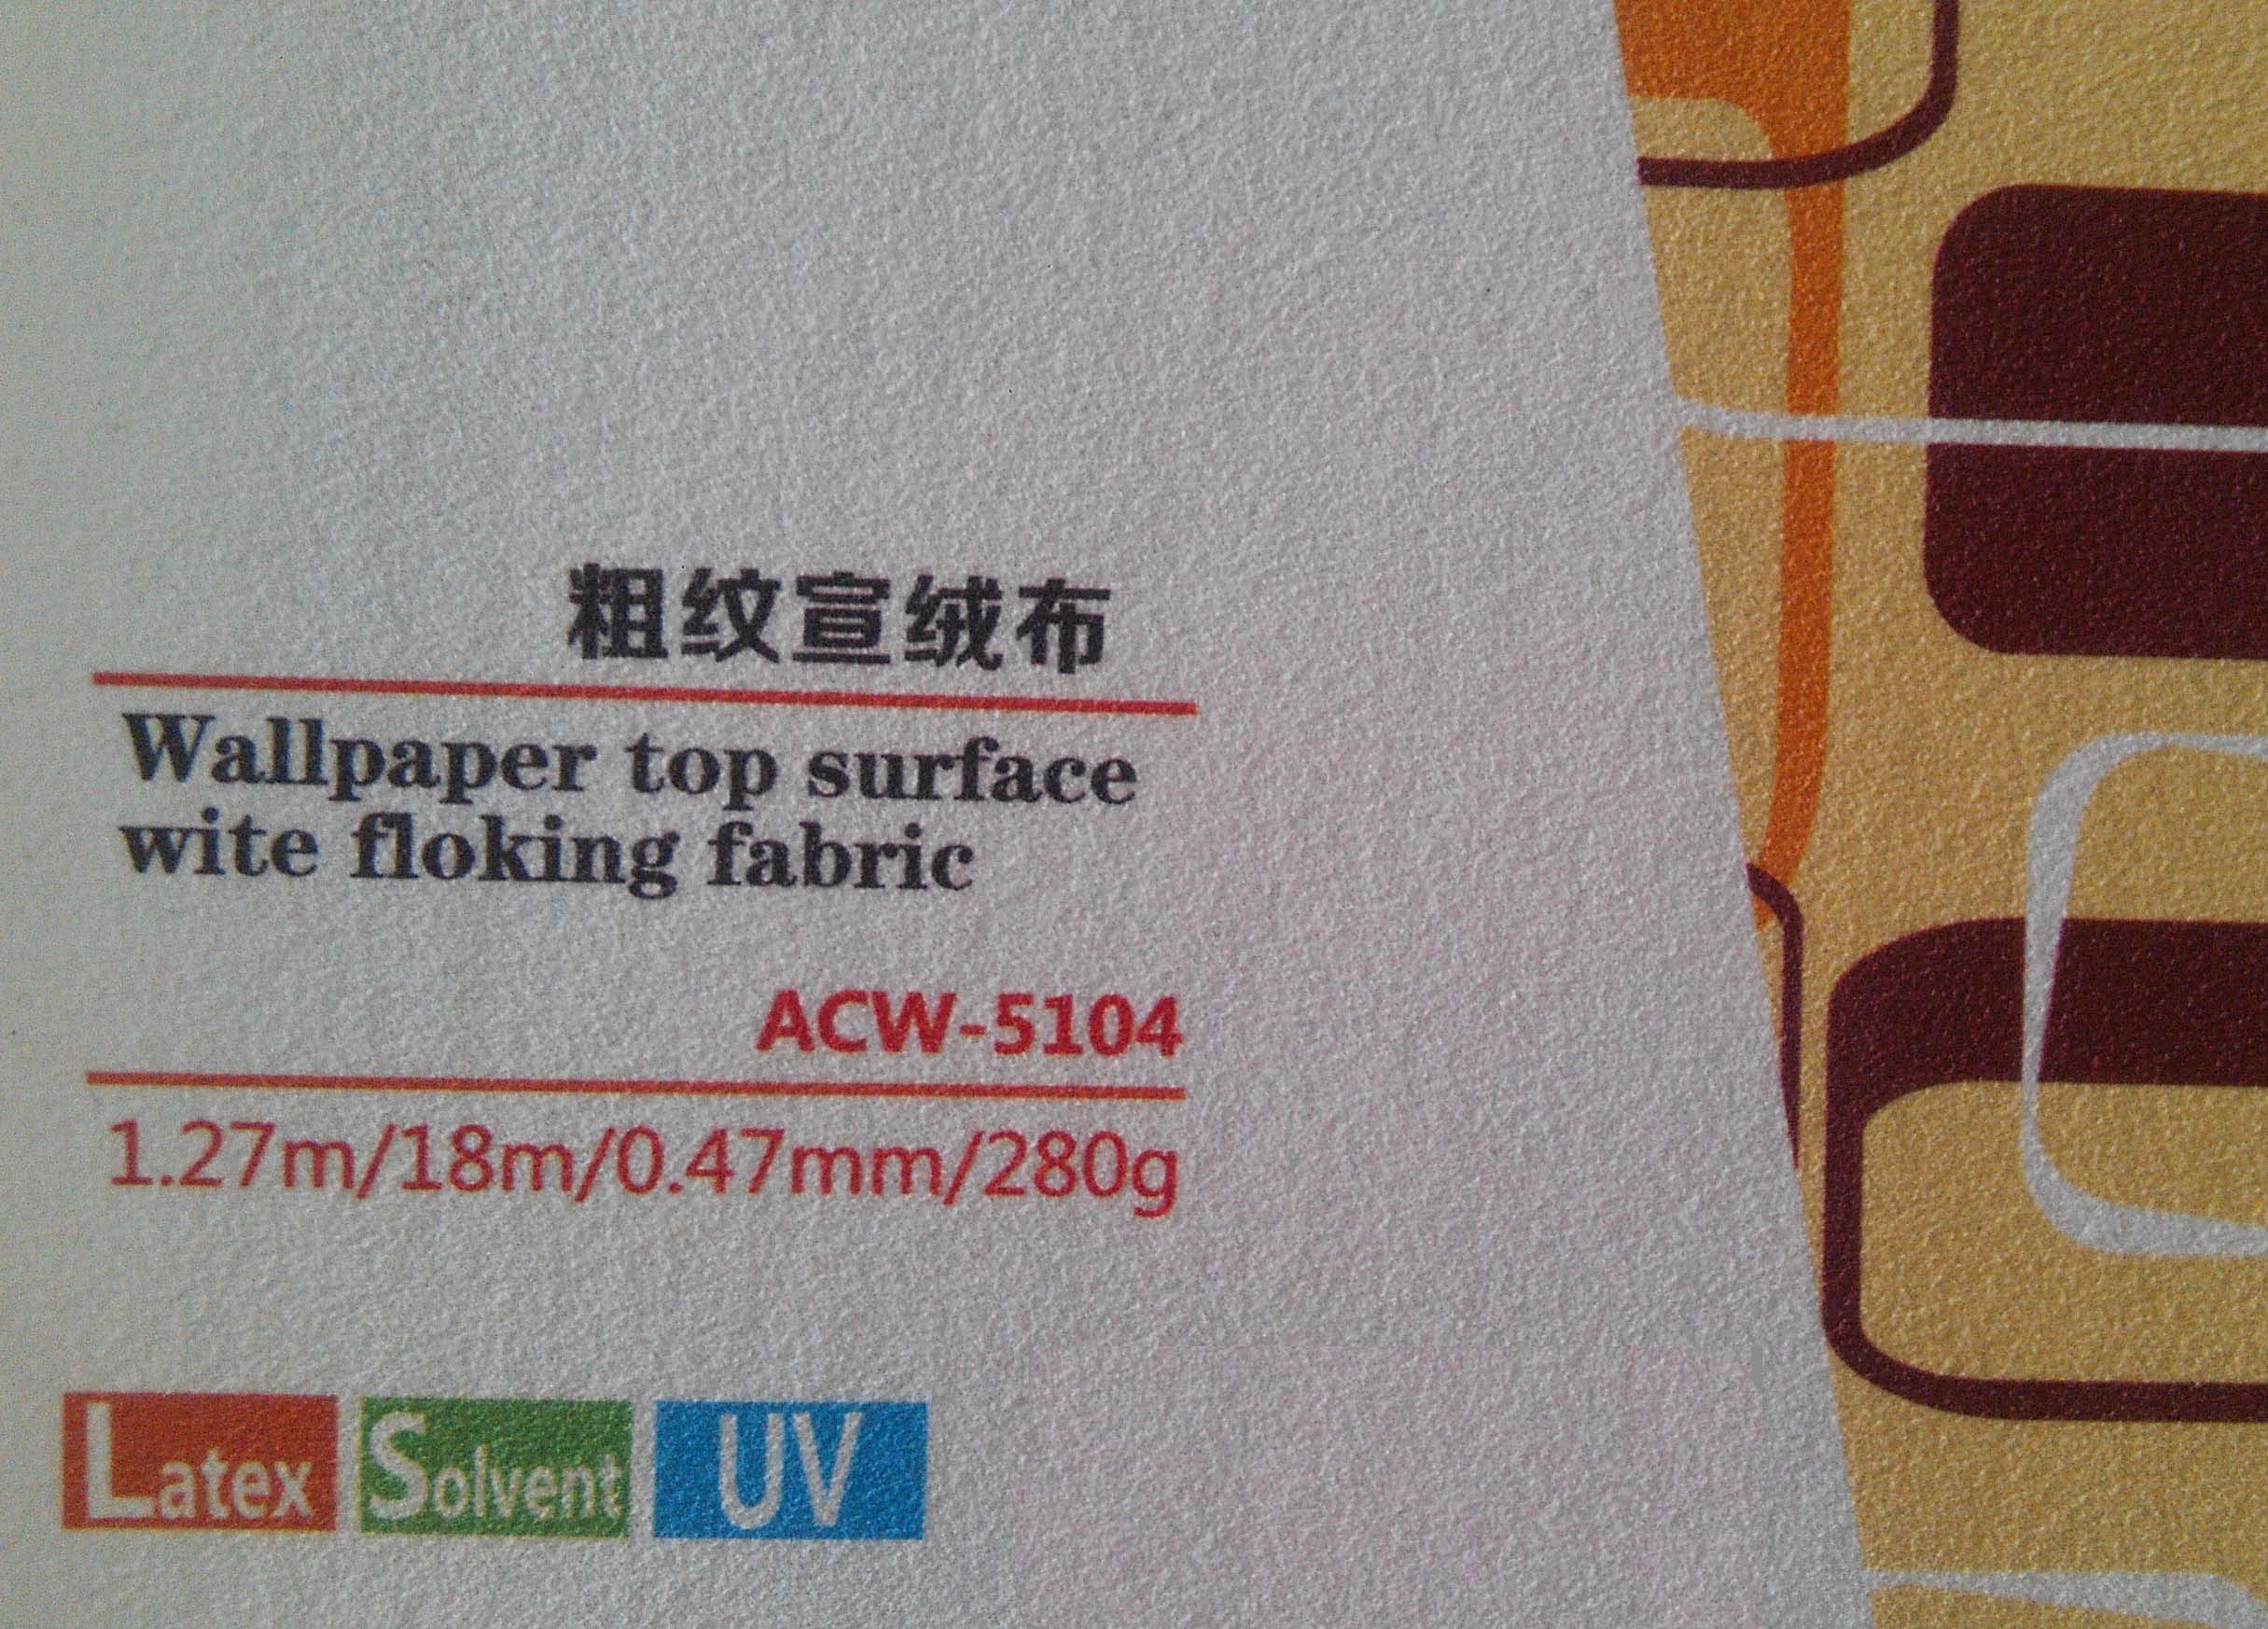 粗纹宣绒布
Wallpaper top surface
wite floking fabric
ACW-5104
1.27m/18m/0.47mm/280g
Latex Solvent UV